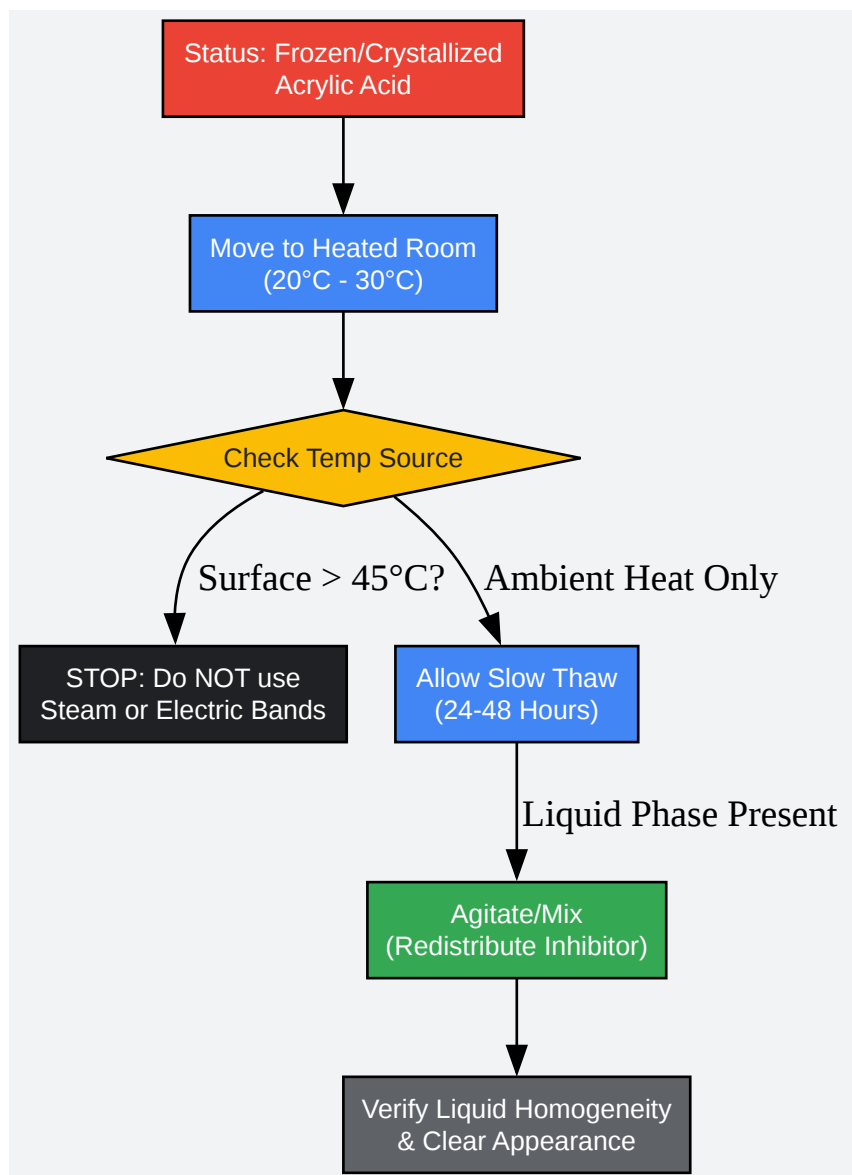 Status: Frozen/Crystallized
Acrylic Acid
Move to Heated Room
(20°C - 30°C)
Check Temp Source
Surface > 45°C?
Ambient Heat Only
STOP: Do NOT use
Steam or Electric Bands
Allow Slow Thaw
(24-48 Hours)
Liquid Phase Present
Agitate/Mix
(Redistribute Inhibitor)
Verify Liquid Homogeneity
& Clear Appearance